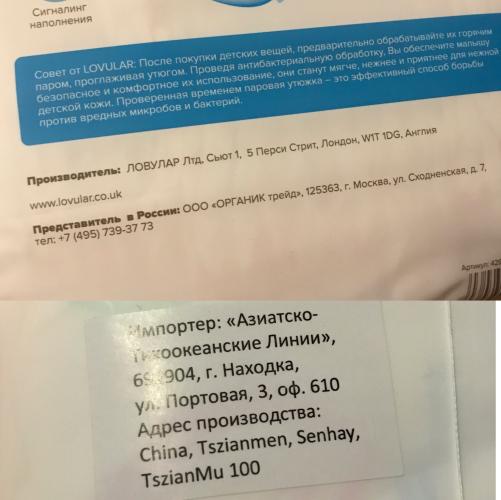 Сигналинг
наполнения
Совет от LOVULAR: После покупки детских вещей, предварительно обрабатывайте их горячим
паром, проглаживая утюгом. Проведя антибактериальную обработку, Вы обеспечите малышу
безопасное и комфортное их использование, они станут мягче, нежнее и приятнее для нежной
детской кожи. Проверенная временем паровая утюжка – это эффективный способ борьбы
против вредных микробов и бактерий.
Производитель: ЛОВУЛАР Лтд, Сьют 1, 5 Перси Стрит, Лондон, W1T 1DG, Англия
www.lovular.co.uk
Представитель в России: ООО «ОРГАНИК трейд», 125363, г. Москва, ул. Сходненская, д. 7,
тел: +7 (495) 739-37 73
Артикул: 429
Импортер: «Азиатско-
Тихоокеанские Линии»,
г. Находка,
ул. Портовая, 3, оф. 610
Адрес производства:
China, Tszianmen, Senhay,
TszianMu 100